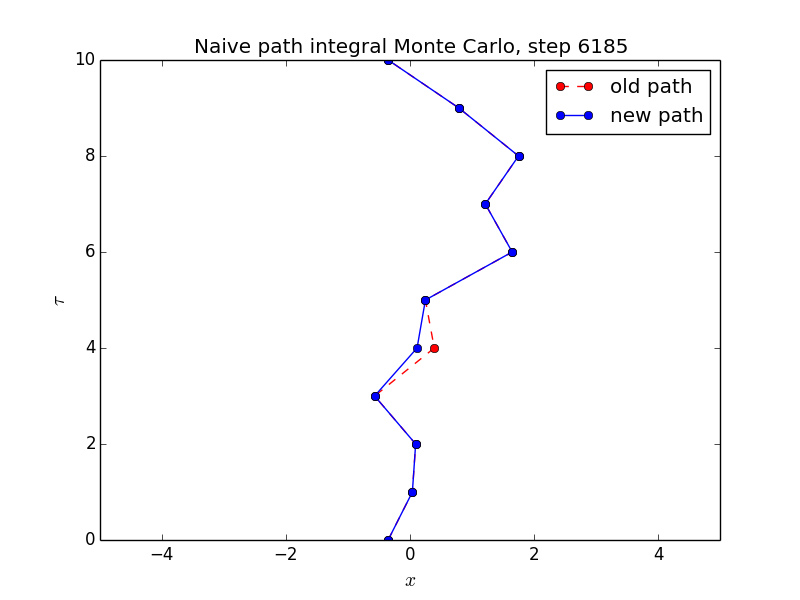 Naive path integral Monte Carlo, step 6185
old path
new path
10
8
6
4
2
0
τ
−4 −2 0 2 4
x